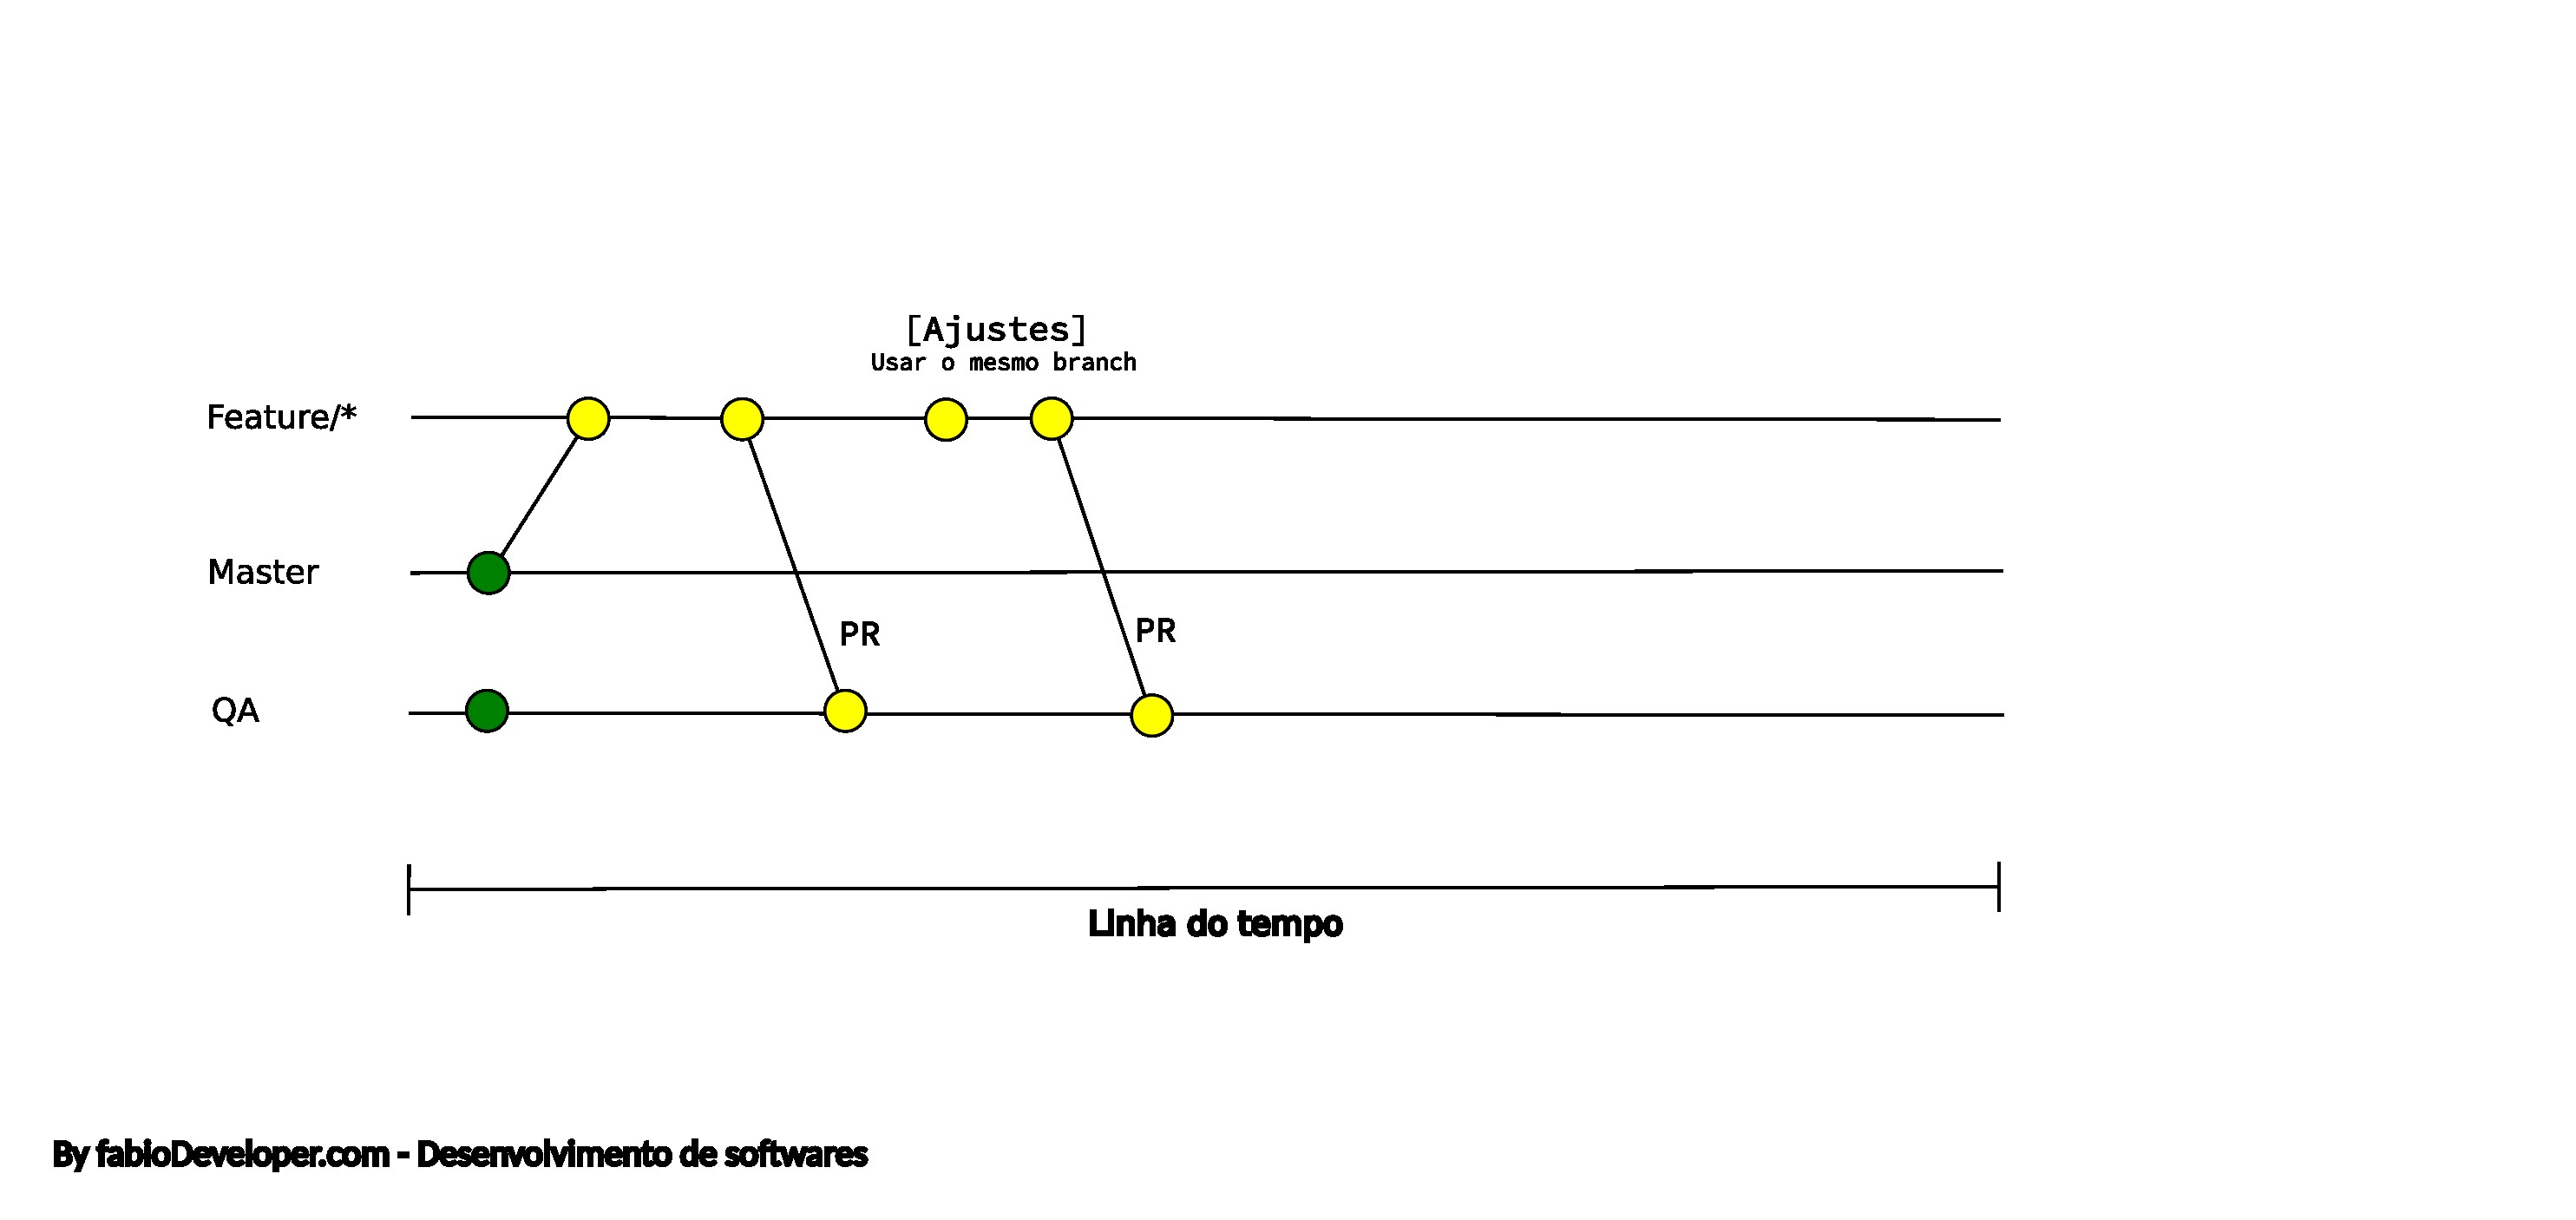 [Ajustes]
Usar o mesmo branch
Feature/*
Master
PR
PR
QA
Linha do tempo
By fabioDeveloper.com - Desenvolvimento de softwares